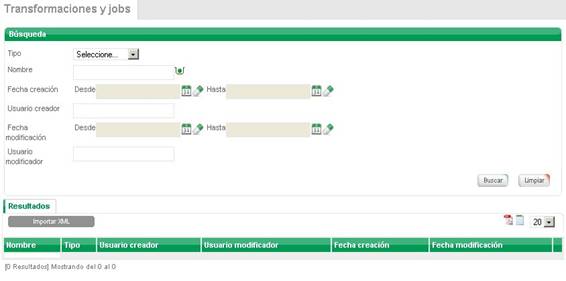 Transformaciones y jobs
Búsqueda
Tipo Seleccione...
Nombre
Fecha creación Desde Hasta
Usuario creador
Fecha modificación Desde Hasta
Usuario modificador
Buscar Limpiar
Resultados
Importar XML 20
Nombre Tipo Usuario creador Usuario modificador Fecha creación Fecha modificación
[0 Resultados] Mostrando del 0 al 0